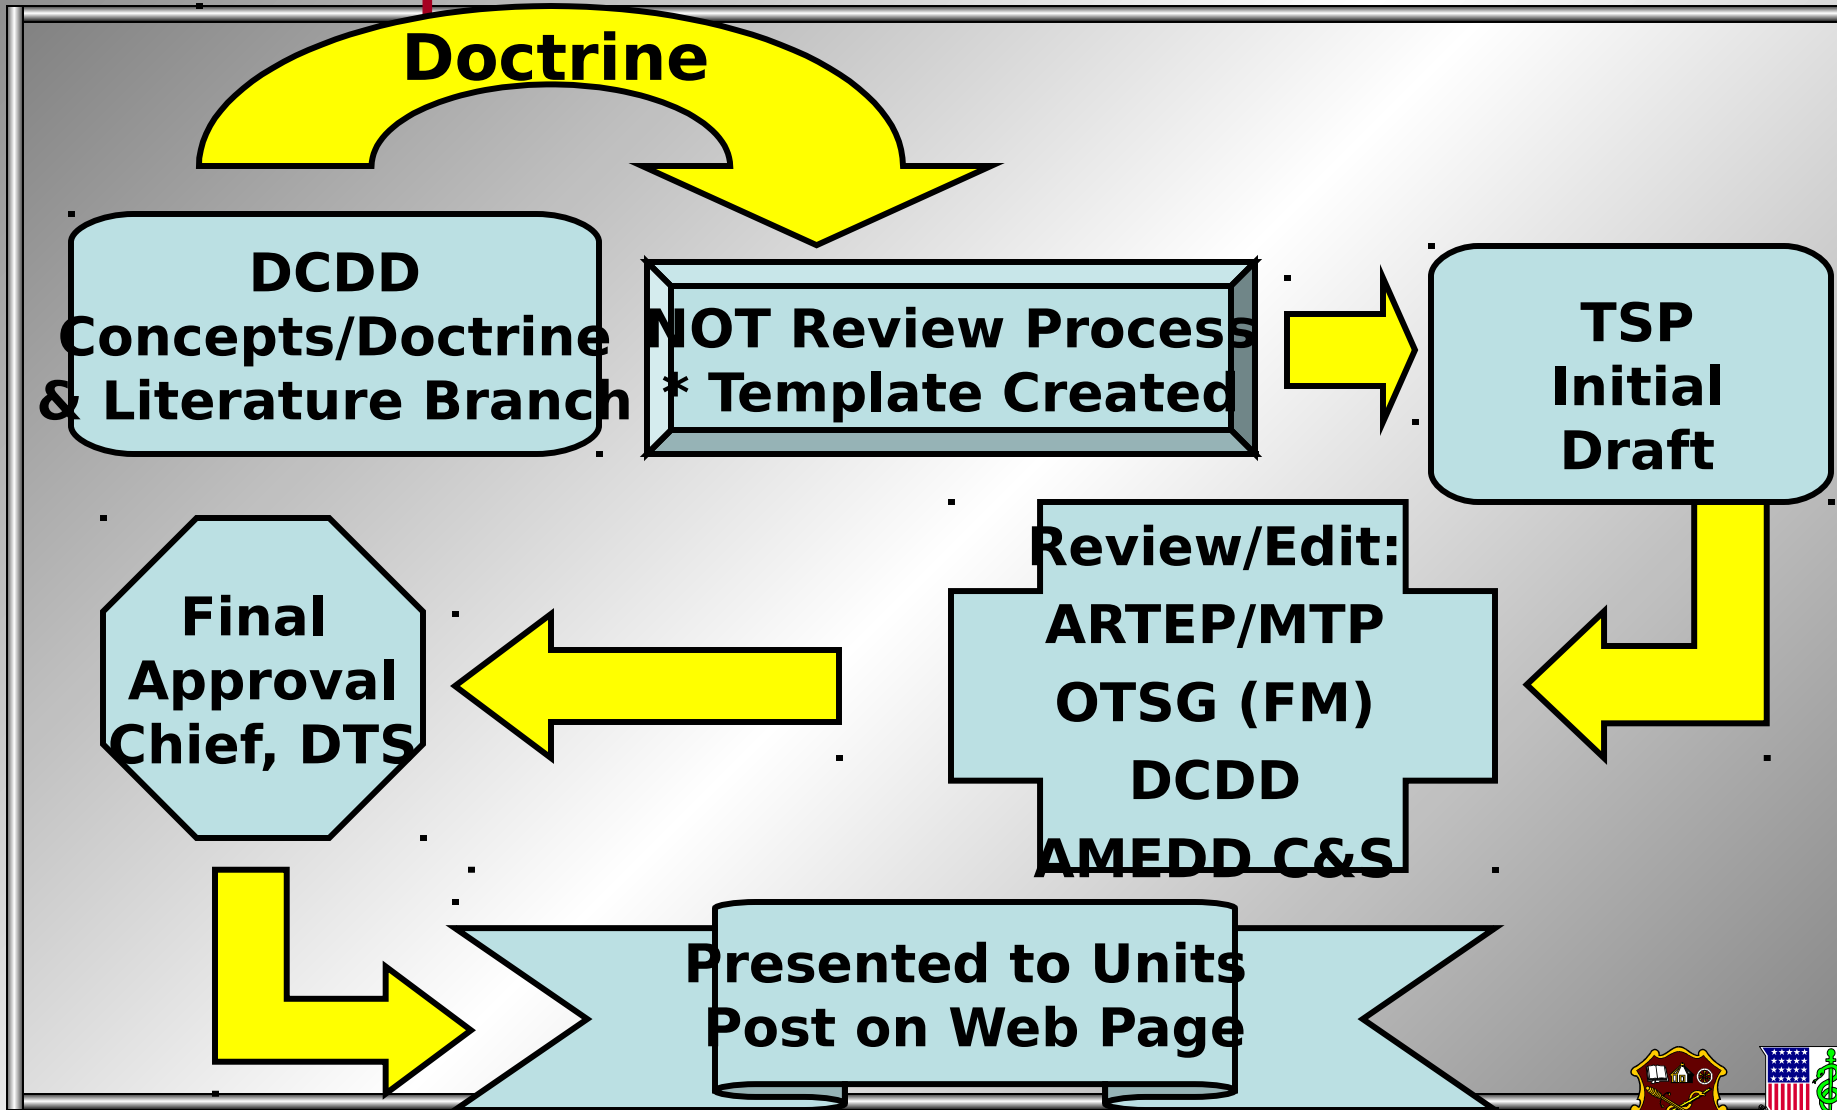 Doctrine
DCDD
Concepts/Doctrine
& Literature Branch
NOT Review Process
* Template Created
TSP
Initial
Draft
Review/Edit:
ARTEP/MTP
OTSG (FM)
DCDD
AMEDD C&S
Final
Approval
Chief, DTS
Presented to Units
Post on Web Page